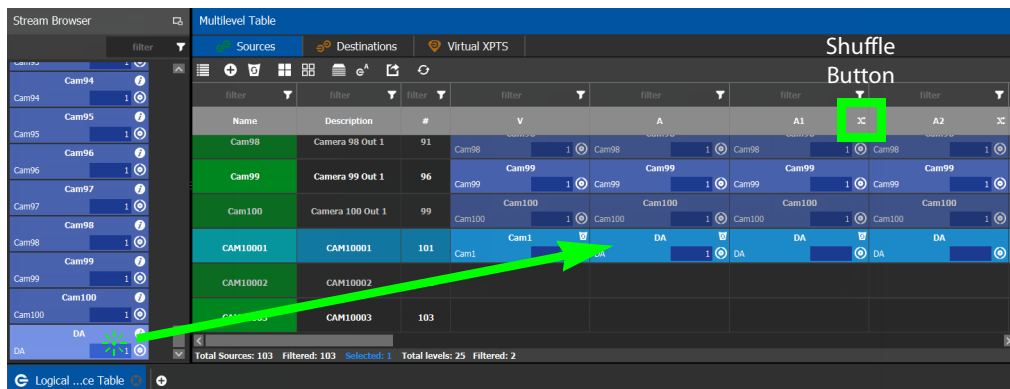 Stream Browser
filter
Cam93
1
Cam94
Cam94
1
Cam95
Cam95
1
Cam96
Cam96
1
Cam97
Cam97
1
Cam98
Cam98
1
Cam99
Cam99
1
Cam100
Cam100
1
DA
DA
1
Multilevel Table
Sources Destinations Virtual XPTS
Shuffle
Button
filter filter filter filter filter filter filter
Name Description # V A A1 A2
Cam98 Camera 98 Out 1 91
Cam98 1 Cam98 1 Cam98 1 Cam98 1
Cam99 Cam99 Cam99 Cam99
Cam99 Camera 99 Out 1 96
Cam99 1 Cam99 1 Cam99 1 Cam99 1
Cam100 Cam100 Cam100 Cam100
Cam100 Camera 100 Out 1 99
Cam100 1 Cam100 1 Cam100 1 Cam100 1
Cam1 DA DA DA
CAM10001 CAM10001 101
Cam1 DA 1 DA DA
CAM10002 CAM10002
CAM10003 103
Total Sources: 103 Filtered: 103 Selected: 1 Total levels: 25 Filtered: 2
Logical ...ce Table